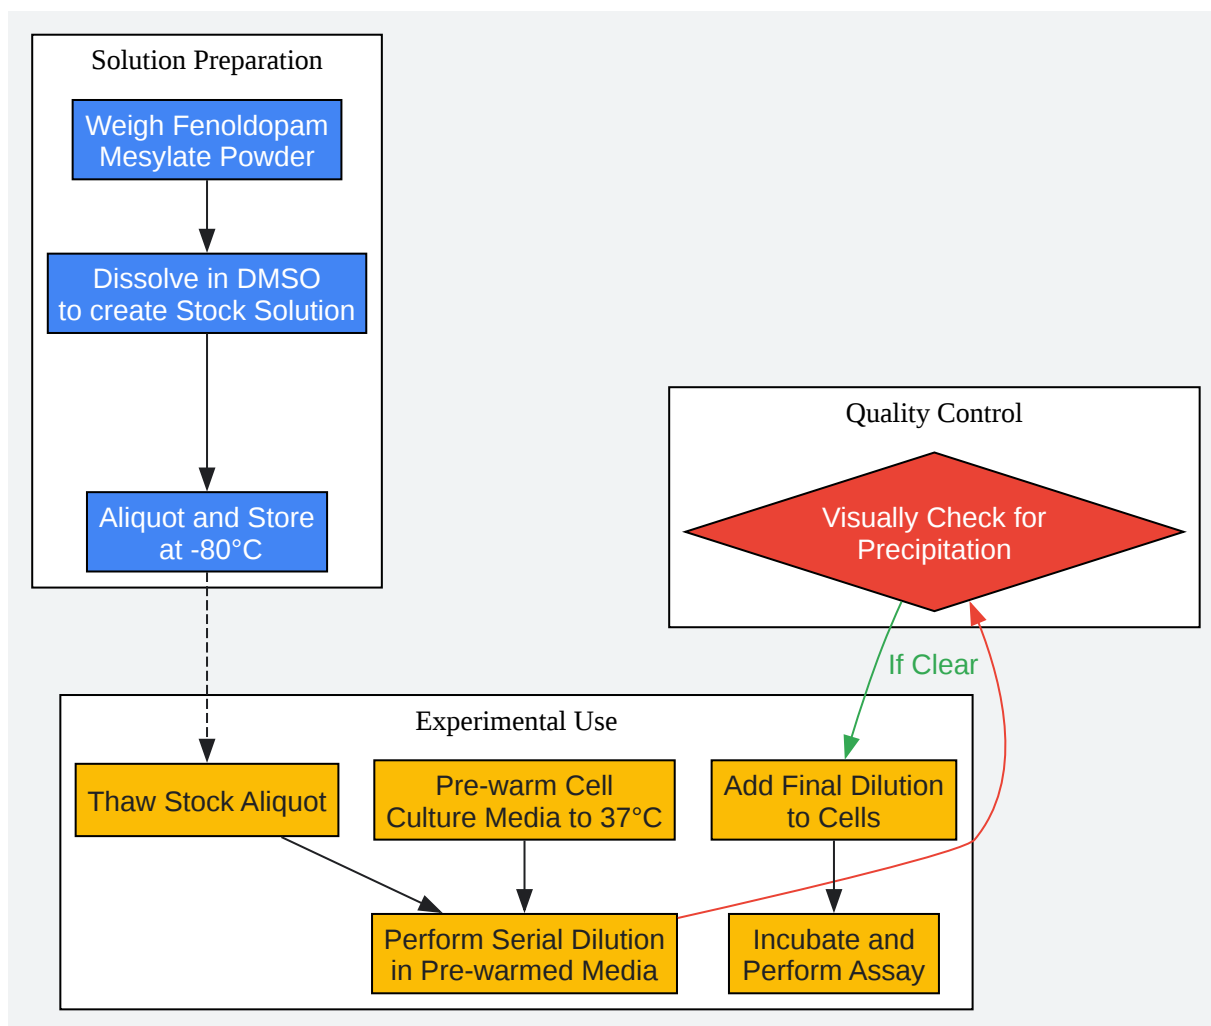 Solution Preparation
Weigh Fenoldopam
Mesylate Powder
Dissolve in DMSO
to create Stock Solution
Aliquot and Store
at -80°C
Quality Control
Visually Check for
Precipitation
If Clear
Experimental Use
Thaw Stock Aliquot
Pre-warm Cell
Culture Media to 37°C
Add Final Dilution
to Cells
Perform Serial Dilution
in Pre-warmed Media
Incubate and
Perform Assay